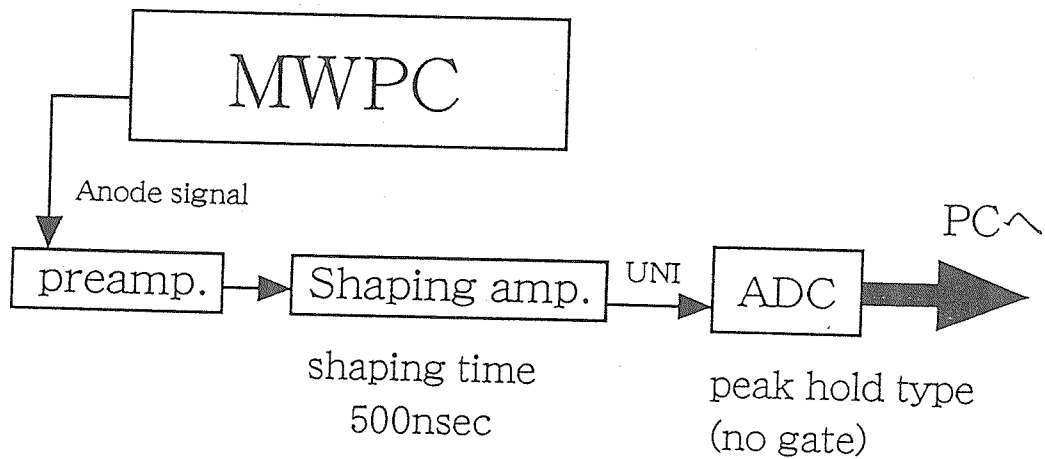 MWPC
Anode signal
PCへ
preamp.
Shaping amp.
UNI
ADC
shaping time
500nsec
peak hold type
(no gate)